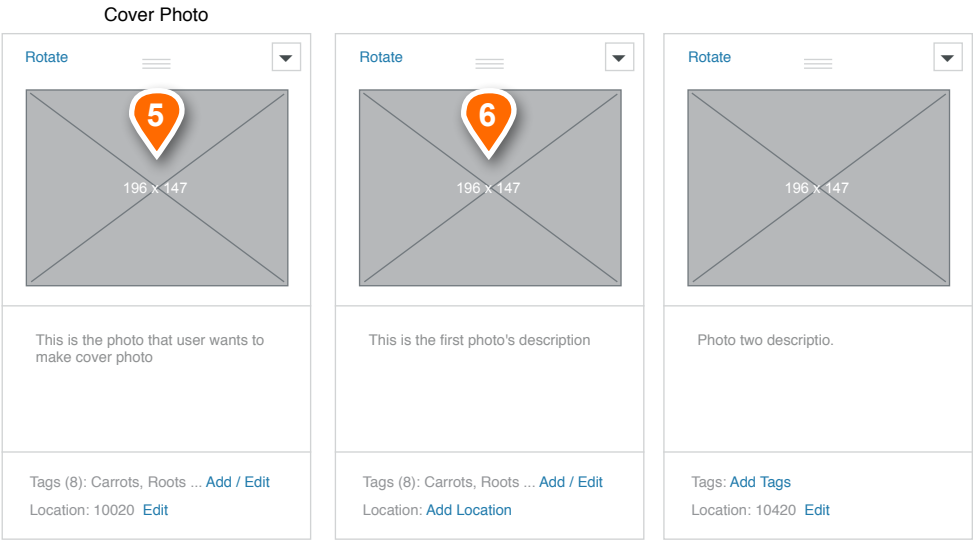 Cover Photo
Rotate
5
196 x 147
This is the photo that user wants to
make cover photo
Tags (8): Carrots, Roots ... Add / Edit
Location: 10020 Edit
Rotate
6
196 x 147
This is the first photo's description
Tags (8): Carrots, Roots ... Add / Edit
Location: Add Location
Rotate
196 x 147
Photo two descriptio.
Tags: Add Tags
Location: 10420 Edit